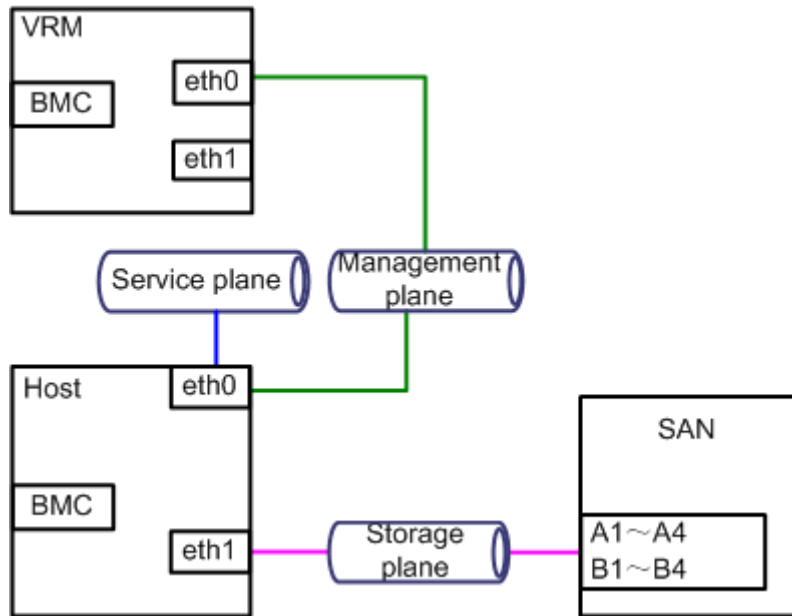 VRM
eth0
BMC
eth1
Service plane
Management
plane
Host
eth0
SAN
BMC
eth1
Storage
plane
A1～A4
B1～B4